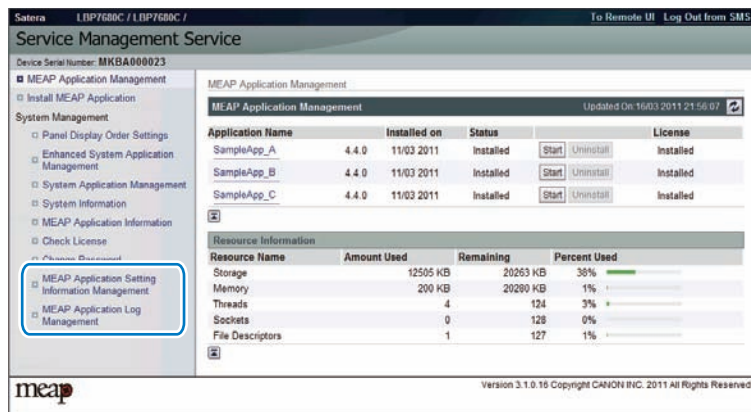 Satera LBP7680C / LBP7680C / To Remote UI Log Out from SMS
Service Management Service
Device Serial Number: MKBA000023
MEAP Application Management
Install MEAP Application
System Management
Panel Display Order Settings
Enhanced System Application
Management
System Application Management
System Information
MEAP Application Information
Check License
Change Password
MEAP Application Setting
Information Management
MEAP Application Log
Management
MEAP Application Management
MEAP Application Management Updated On:16/03 2011 21:56:07
Application Name Installed on Status License
SampleApp_A 4.4.0 11/03 2011 Installed Start Uninstall Installed
SampleApp_B 4.4.0 11/03 2011 Installed Start Uninstall Installed
SampleApp_C 4.4.0 11/03 2011 Installed Start Uninstall Installed
Resource Information
Resource Name Amount Used Remaining Percent Used
Storage 12505 KB 20263 KB 38%
Memory 200 KB 20280 KB 1%
Threads 4 124 3%
Sockets 0 128 0%
File Descriptors 1 127 1%
meap Version 3.1.0.16 Copyright CANON INC. 2011 All Rights Reserved